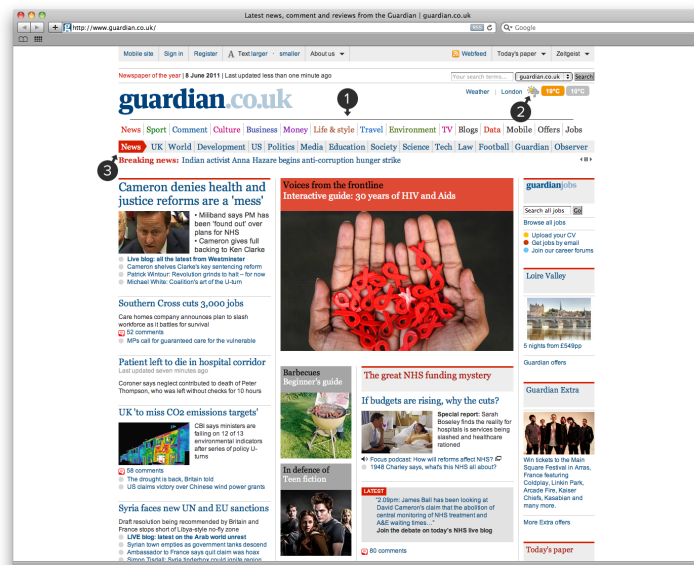 Latest news, comment and reviews from the Guardian | guardian.co.uk
http://www.guardian.co.uk/
RSS
Google
Mobile site
Sign in
Register
A Text larger · smaller
About us
Webfeed
Today's paper
Zeitgeist
Newspaper of the year | 8 June 2011 | Last updated less than one minute ago
Your search terms...
guardian.co.uk
Search
guardian.co.uk
1
Weather | London
2
News Sport Comment Culture Business Money Life & style Travel Environment TV Blogs Data Mobile Offers Jobs
News UK World Development US Politics Media Education Society Science Tech Law Football Guardian Observer
3
Breaking news: Indian activist Anna Hazare begins anti-corruption hunger strike
Cameron denies health and
justice reforms are a 'mess'
• Miliband says PM has
been 'found out' over
plans for NHS
• Cameron gives full
backing to Ken Clarke
Live blog: all the latest from Westminster
Cameron shelves Clarke's key sentencing reform
Patrick Wintour: Revolution grinds to halt – for now
Michael White: Coalition's art of the U-turn
Southern Cross cuts 3,000 jobs
Care homes company announces plan to slash
workforce as it battles for survival
52 comments
MPs call for guaranteed care for the vulnerable
Patient left to die in hospital corridor
Last updated seven minutes ago
Coroner says neglect contributed to death of Peter
Thompson, who was left without checks for 10 hours
UK 'to miss CO2 emissions targets'
CBI says ministers are
failing on 12 of 13
environmental indicators
after series of policy U-
turns
58 comments
The drought is back, Britain told
US claims victory over Chinese wind power grants
Syria faces new UN and EU sanctions
Draft resolution being recommended by Britain and
France stops short of Libya-style no-fly zone
LIVE blog: latest on the Arab world unrest
Syrian town empties as government tanks descend
Ambassador to France says quit claim was hoax
Simon Tisdall: Syria tinderbox could ignite region
Voices from the frontline
Interactive guide: 30 years of HIV and Aids
Barbecues
Beginner's guide
In defence of
Teen fiction
The great NHS funding mystery
If budgets are rising, why the cuts?
Special report: Sarah
Boseley finds the reality for
hospitals is services being
slashed and healthcare
rationed
Focus podcast: How will reforms affect NHS?
1948 Charley says, what's this NHS all about?
LATEST
"2.09pm: James Ball has been looking at
David Cameron's claim that the abolition of
central monitoring of NHS treatment and
A&E waiting times…"
Join the debate on today's NHS live blog
80 comments
guardianjobs
Search all jobs
Go
Browse all jobs
Upload your CV
Get jobs by email
Join our career forums
Loire Valley
5 nights from £549pp
Guardian offers
Guardian Extra
Win tickets to the Main
Square Festival in Arras,
France featuring
Coldplay, Linkin Park,
Arcade Fire, Kaiser
Chiefs, Kasabian and
many more.
More Extra offers
Today's paper